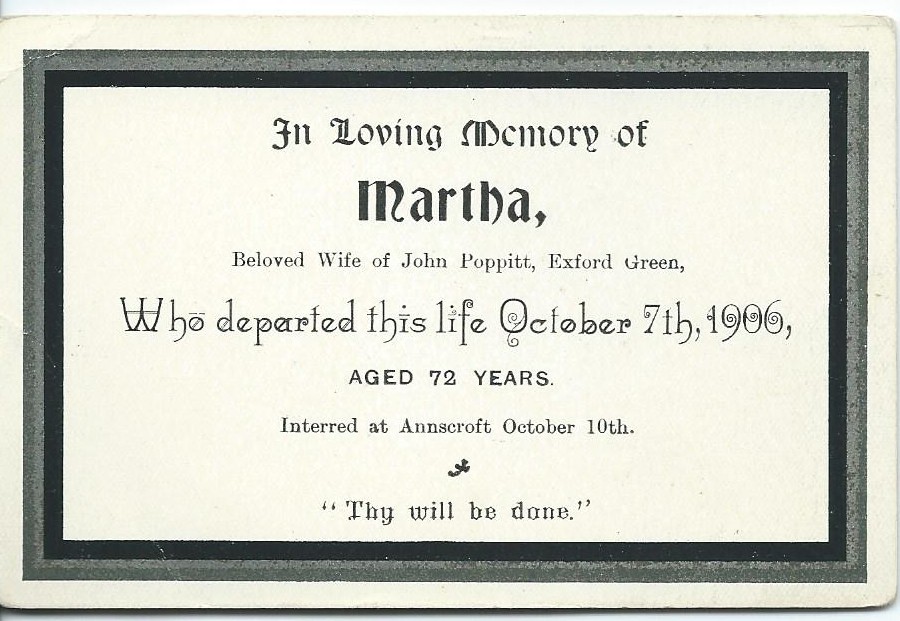 In Loving Memory of
Martha,
Beloved Wife of John Poppitt, Exford Green,
Who departed this life October 7th, 1906,
AGED 72 YEARS.
Interred at Annscroft October 10th.
"Thy will be done."